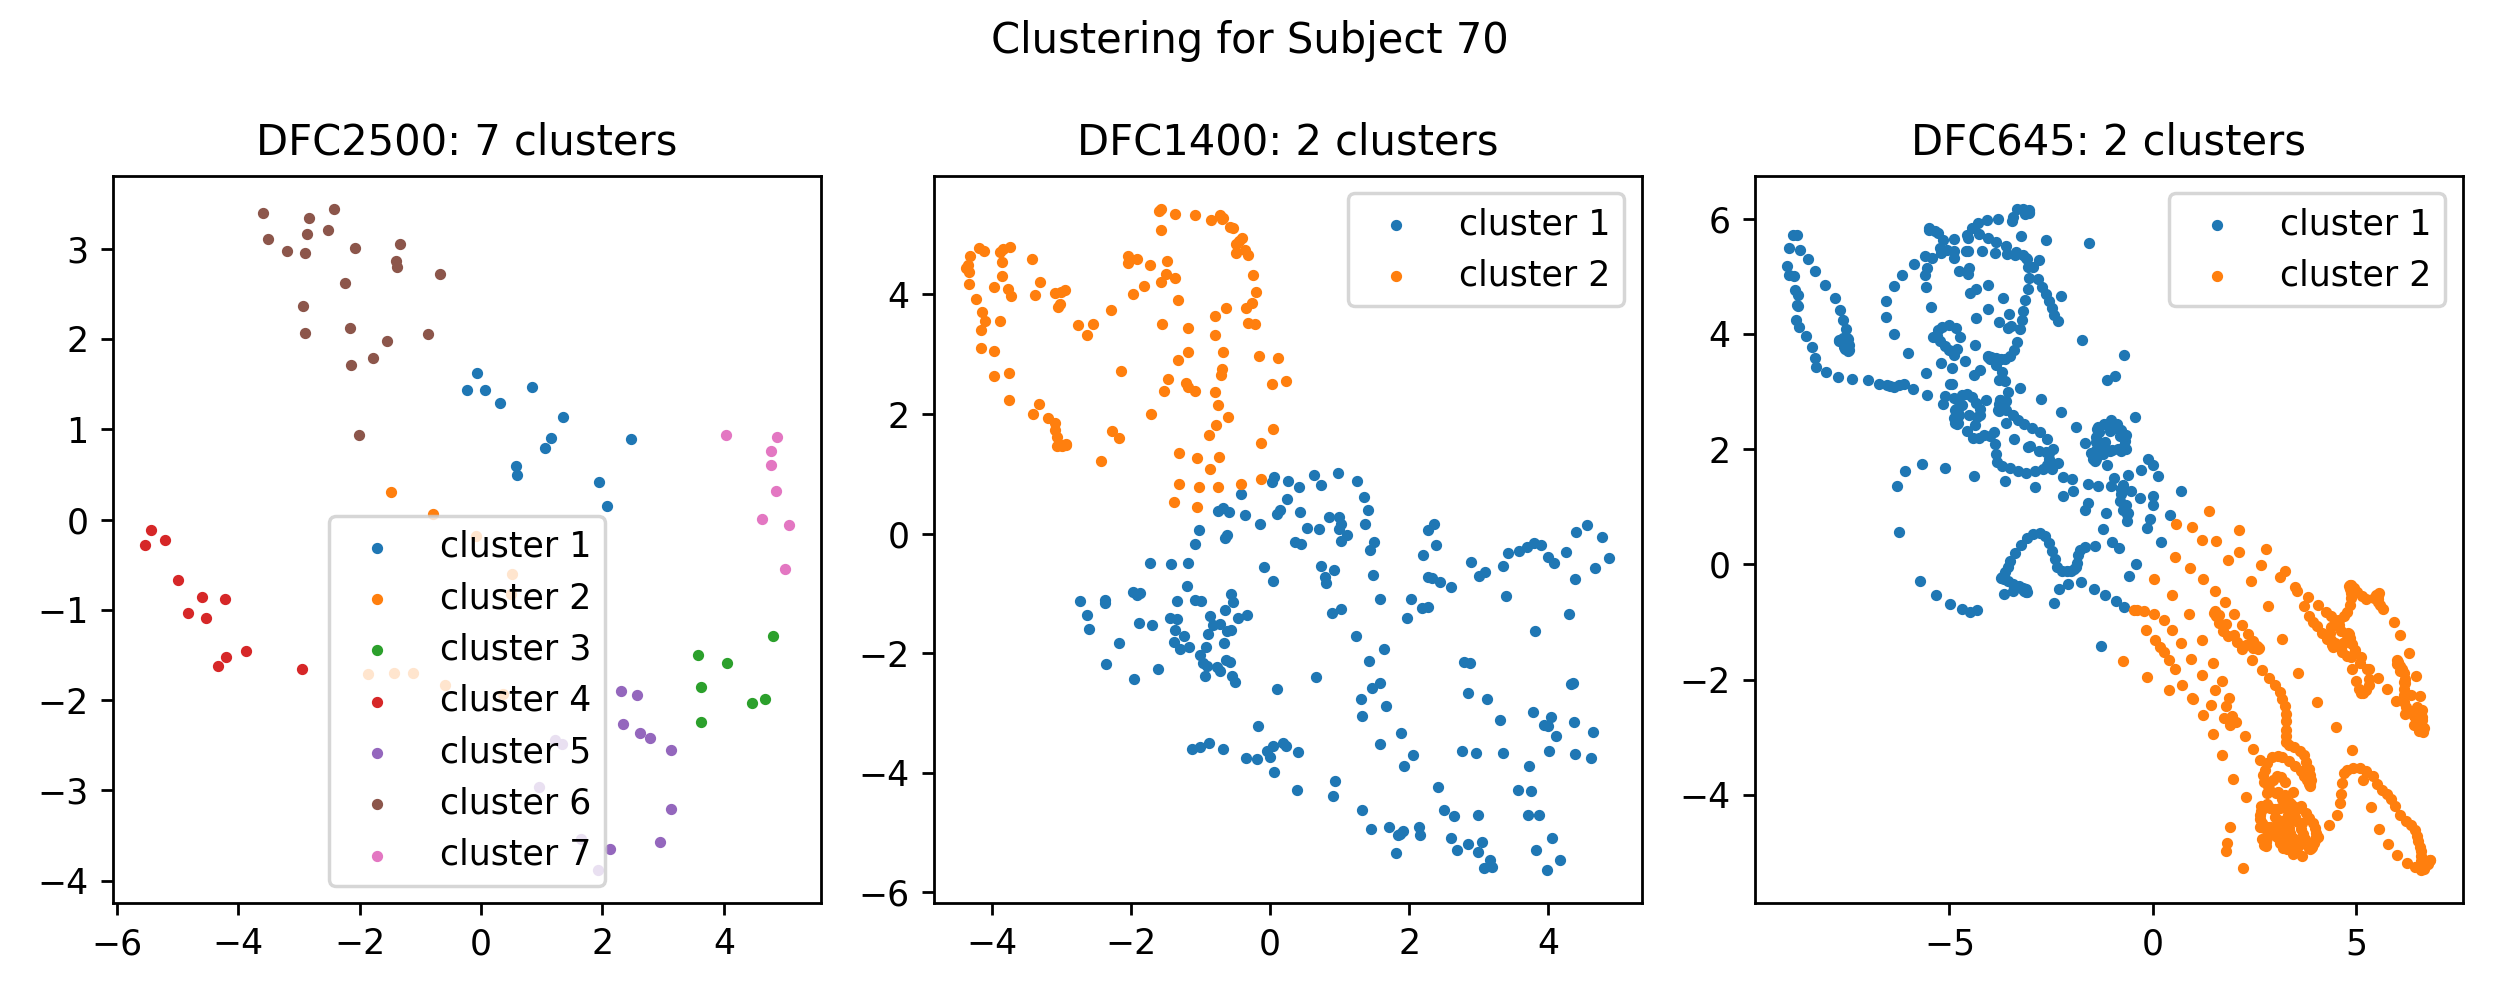 Clustering for Subject 70
DFC2500: 7 clusters
3
2
1
0
−1
−2
−3
−4
−6
−4
−2
0
2
4
cluster 1
cluster 2
cluster 3
cluster 4
cluster 5
cluster 6
cluster 7
DFC1400: 2 clusters
4
2
0
−2
−4
−6
−4
−2
0
2
4
cluster 1
cluster 2
DFC645: 2 clusters
6
4
2
0
−2
−4
−5
0
5
cluster 1
cluster 2